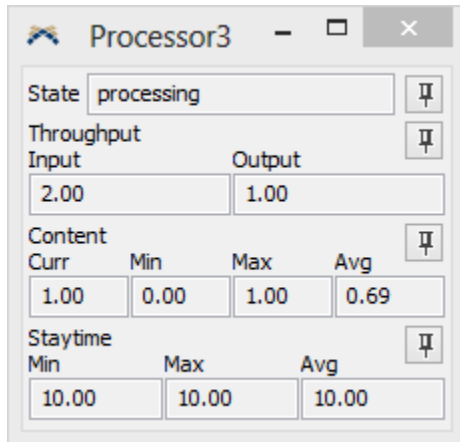 Processor3
State processing
Throughput
Input Output
2.00 1.00
Content
Curr Min Max Avg
1.00 0.00 1.00 0.69
Staytime
Min Max Avg
10.00 10.00 10.00